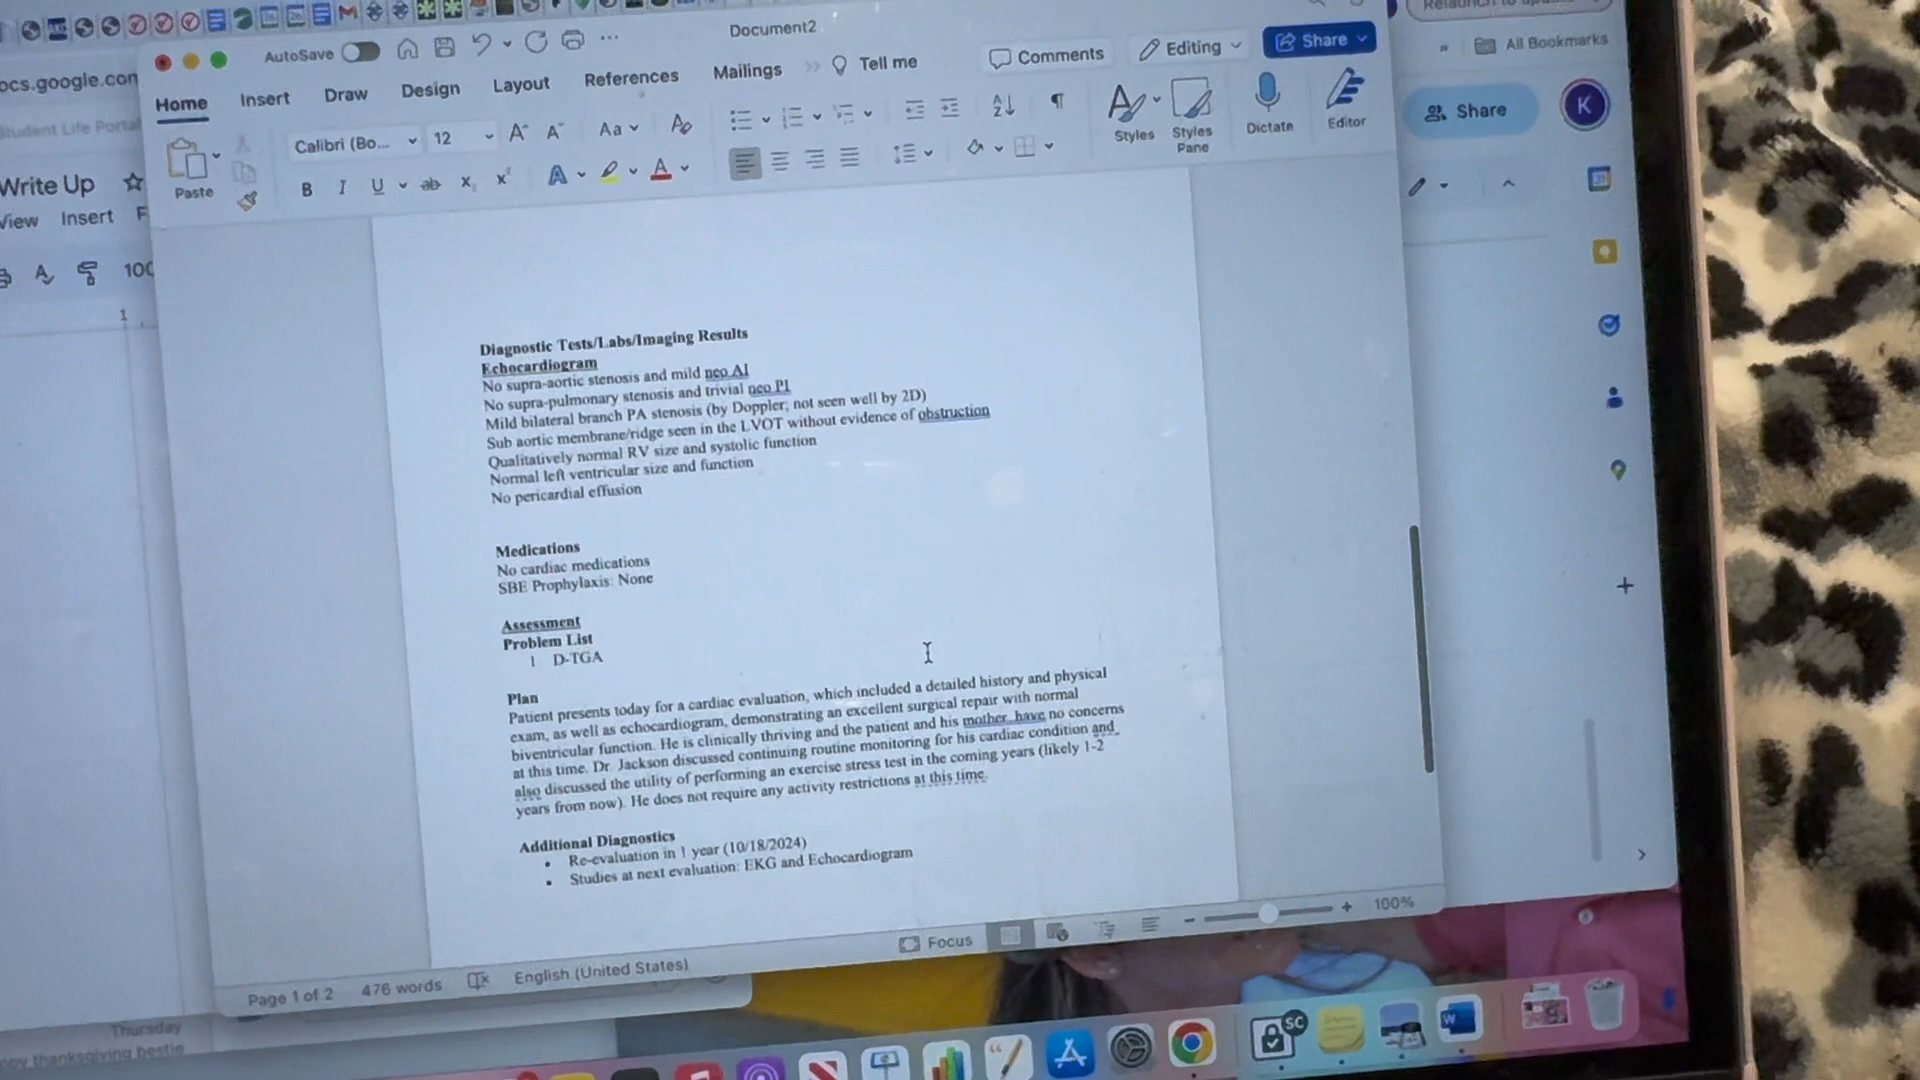 Document2
AutoSave
Comments
Editing
Share
All Bookmarks
ocs.google.con
Home
Insert
Draw
Design
Layout
References
Mailings
Tell me
Student Life Portal
Share
K
Calibri (Bo...
12
Aa
Paste
Styles
Styles
Pane
Dictate
Editor
Write Up
View
Insert
F
B
I
U
ab
100
1
Diagnostic Tests/Labs/Imaging Results
Echocardiogram
No supra-aortic stenosis and mild neo AI
No supra-pulmonary stenosis and trivial neo PI
Mild bilateral branch PA stenosis (by Doppler; not seen well by 2D)
Sub aortic membrane/ridge seen in the LVOT without evidence of obstruction
Qualitatively normal RV size and systolic function
Normal left ventricular size and function
No pericardial effusion
Medications
No cardiac medications
SBE Prophylaxis: None
Assessment
Problem List
1 D-TGA
Plan
Patient presents today for a cardiac evaluation, which included a detailed history and physical
exam, as well as echocardiogram, demonstrating an excellent surgical repair with normal
biventricular function. He is clinically thriving and the patient and his mother have no concerns
at this time. Dr. Jackson discussed continuing routine monitoring for his cardiac condition and
also discussed the utility of performing an exercise stress test in the coming years (likely 1-2
years from now). He does not require any activity restrictions at this time.
Additional Diagnostics
• Re-evaluation in 1 year (10/18/2024)
• Studies at next evaluation: EKG and Echocardiogram
100%
Focus
Page 1 of 2
476 words
English (United States)
Thursday
thanksgiving bestie
SC